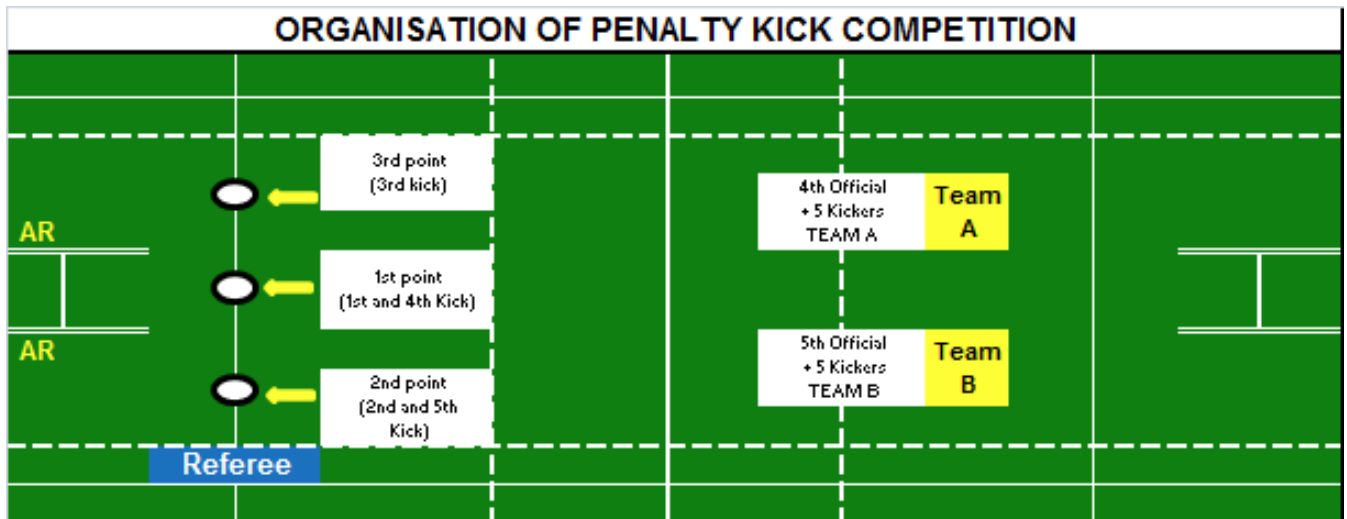 ORGANISATION OF PENALTY KICK COMPETITION
3rd point
(3rd kick)
4th Official
+ 5 Kickers
TEAM A
Team
A
AR
1st point
(1st and 4th Kick)
AR
5th Official
+ 5 Kickers
TEAM B
Team
B
2nd point
(2nd and 5th
Kick)
Referee